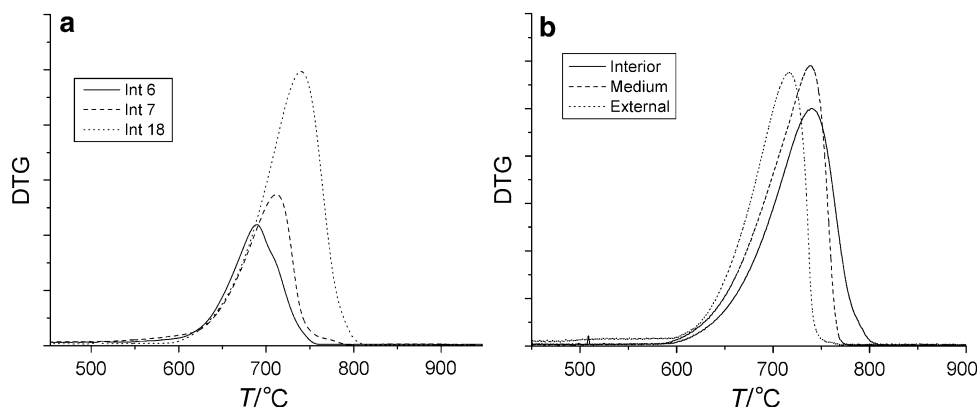 a
Int 6
Int 7
Int 18
DTG
500 600 700 800 900
T/°C
b
Interior
Medium
External
DTG
500 600 700 800 900
T/°C